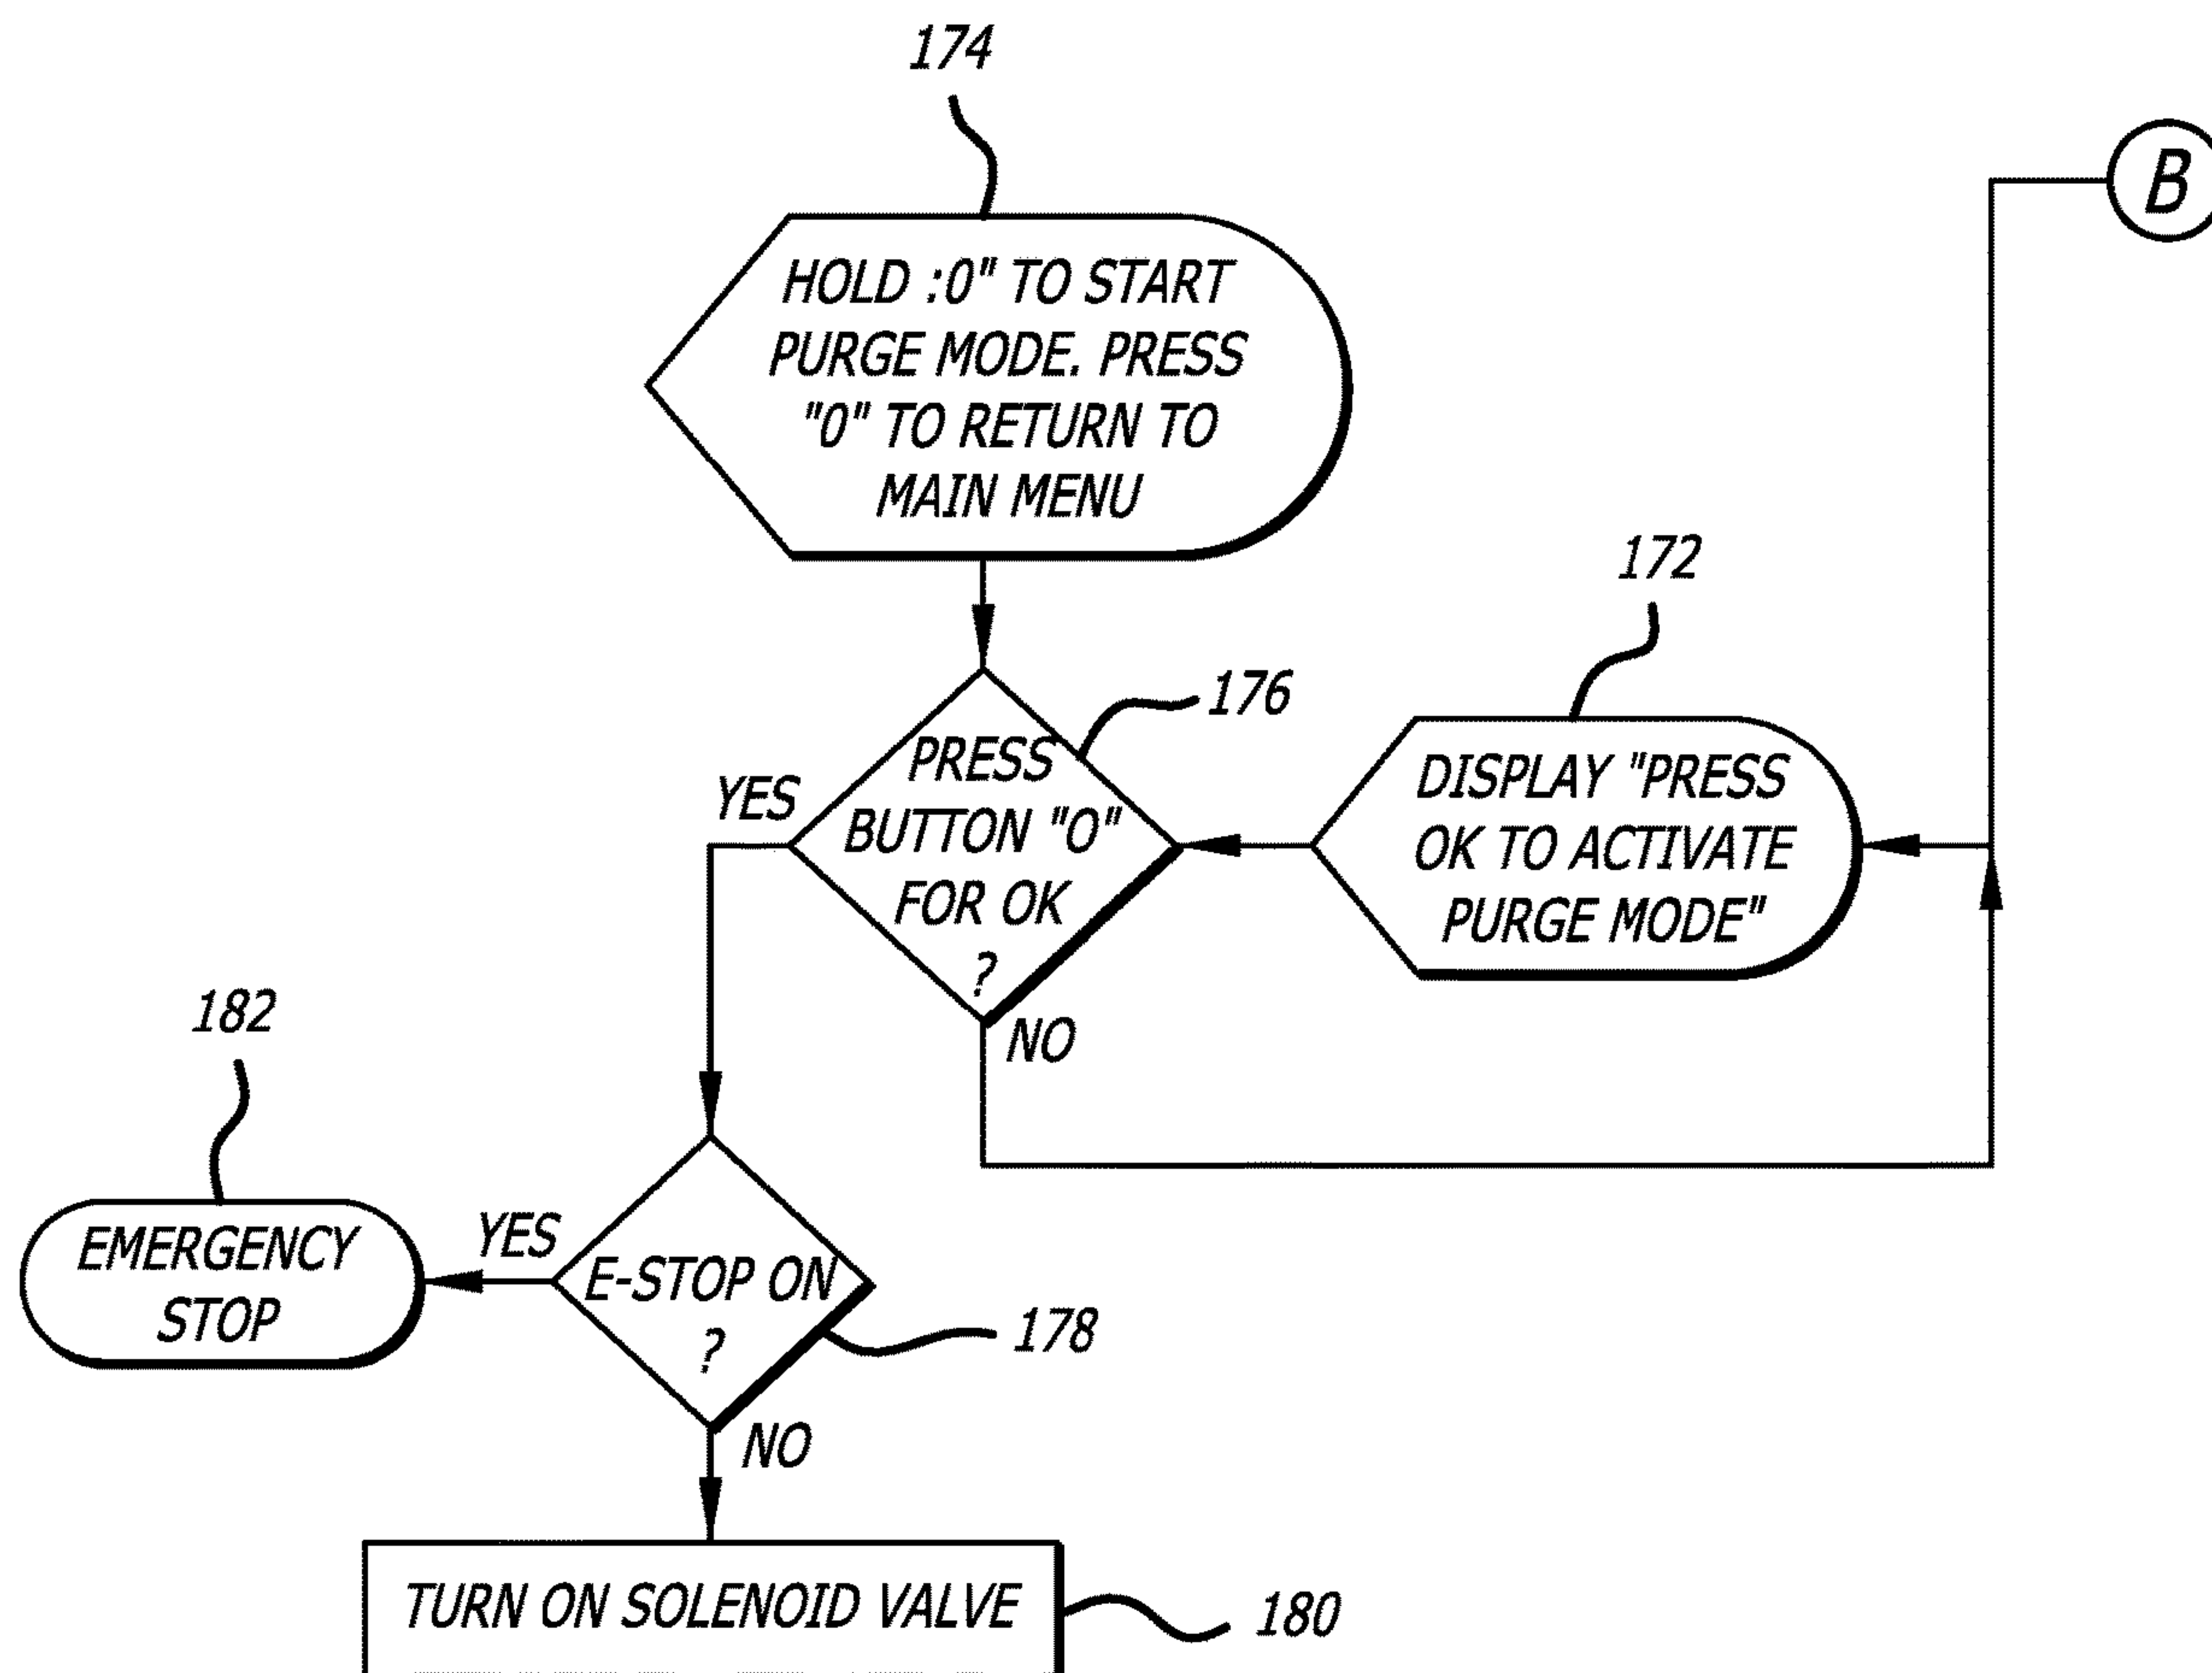 174
B
HOLD :0" TO START
PURGE MODE. PRESS
"0" TO RETURN TO
MAIN MENU
172
176
PRESS
BUTTON "O"
FOR OK
?
YES
NO
DISPLAY "PRESS
OK TO ACTIVATE
PURGE MODE"
182
EMERGENCY
STOP
YES
E-STOP ON
?
178
NO
TURN ON SOLENOID VALVE
180